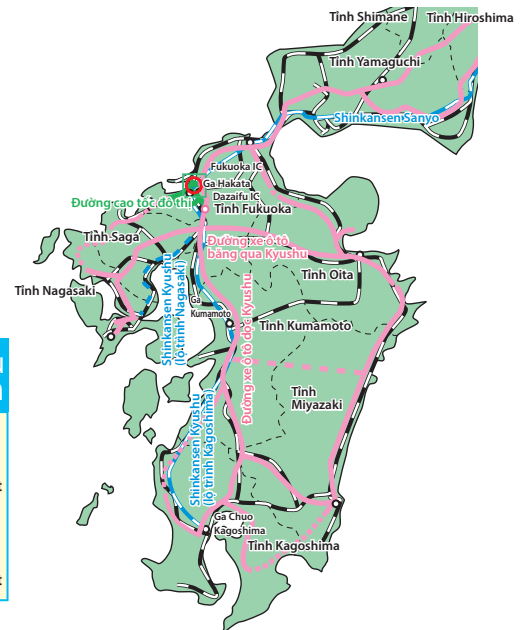 Tỉnh Shimane
Tỉnh Hiroshima
Tỉnh Yamaguchi
Shinkansen Sanyo
Fukuoka IC
Ga Hakata
Dazaifu IC
Đường cao tốc đô thị
Tỉnh Fukuoka
Tỉnh Saga
Đường xe ô tô
băng qua Kyushu
Tỉnh Oita
Tỉnh Nagasaki
Ga
Kumamoto
Tỉnh Kumamoto
Shinkansen Kyushu
(lộ trình Nagasaki)
Đường xe ô tô dọc Kyushu
Tỉnh
Miyazaki
Shinkansen Kyushu
(lộ trình Kagoshima)
Ga Chuo
Kagoshima
Tỉnh Kagoshima